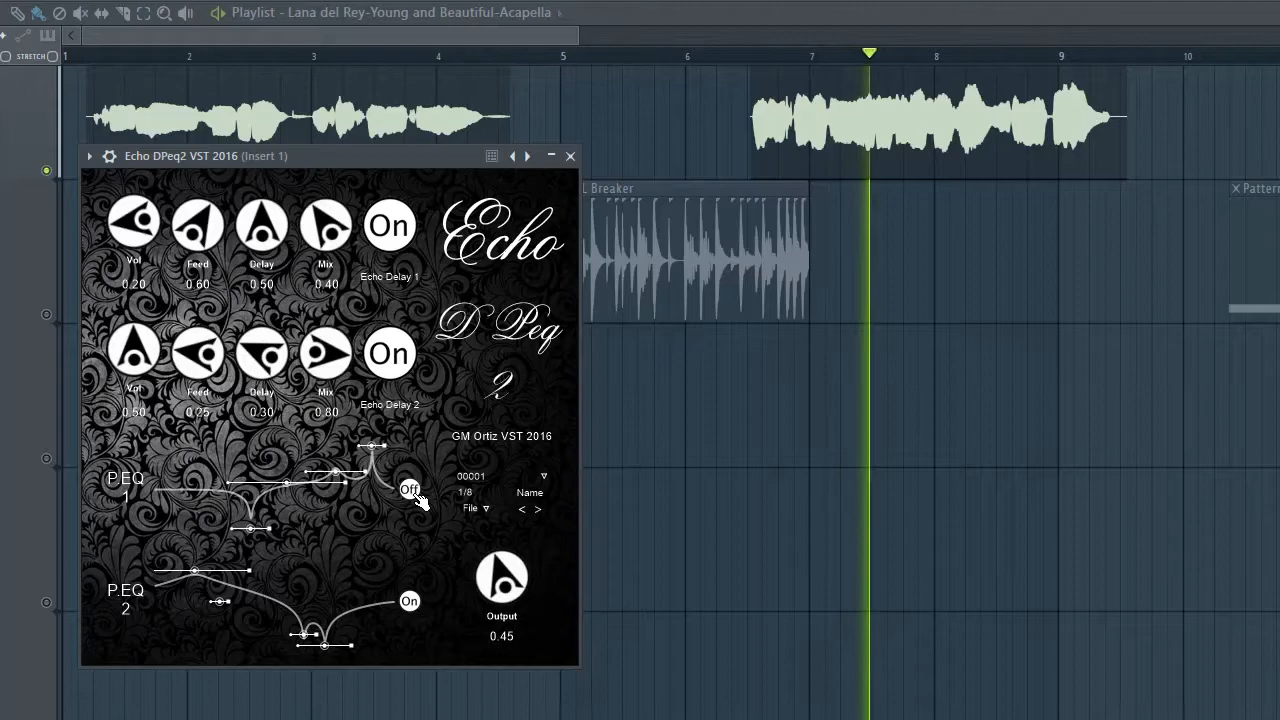 Playlist - Lana del Rey-Young and Beautiful-Acapella
STRETCH
1 2 3 4 5 6 7 8 9 10
Echo DPeq2 VST 2016 (Insert 1)
Breaker
Pattern
On
Echo
Vol Feed Delay Mix Echo Delay 1
0.20 0.60 0.50 0.40
D Peq
On
Vol Feed Delay Mix Echo Delay 2
0.50 0.25 0.30 0.80
2
GM Ortiz VST 2016
P.EQ
1
Off
00001
1/8 Name
File < >
P.EQ
2
On
Output
0.45